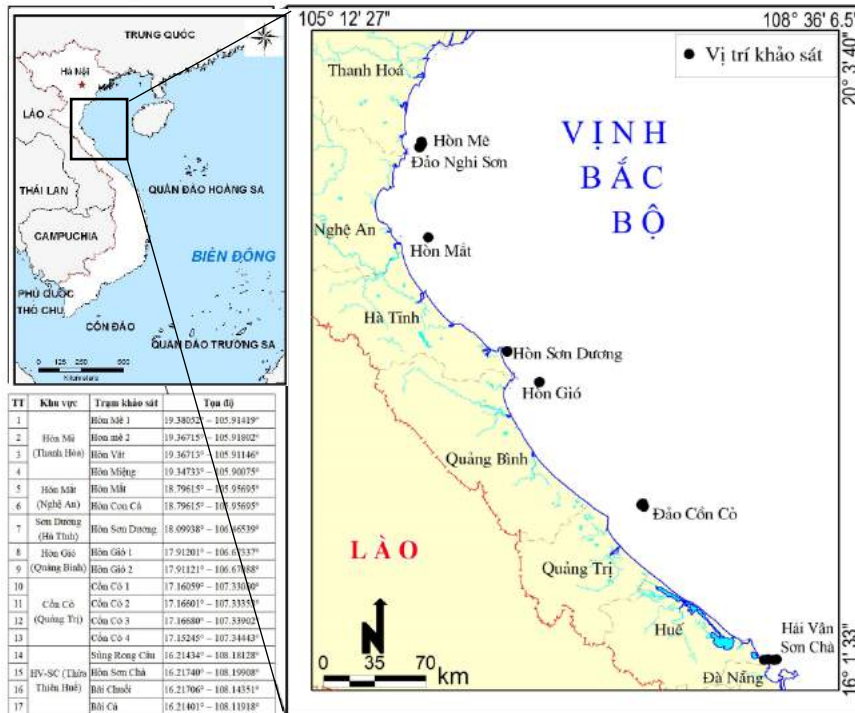 TRUNG QUỐC
Hà Nội
LÀO
THÁI LAN
QUẦN ĐẢO HOÀNG SA
CAMPUCHIA
BIỂN ĐÔNG
PHÚ QUỐC
THỔ CHU
CÔN ĐẢO
QUẦN ĐẢO TRƯỜNG SA
0 125 250 500
Kilometers
TT Khu vực Trạm khảo sát Tọa độ
1 Hòn Mê 1 19.38052° – 105.91419°
2 Hòn Mê Hòn mê 2 19.36715° – 105.91802°
3 (Thanh Hóa) Hòn Vát 19.36713° – 105.91146°
4 Hòn Miệng 19.34733° – 105.90075°
5 Hòn Mắt Hòn Mắt 18.79615° – 105.95695°
6 (Nghệ An) Hòn Con Cả 18.79615° – 105.95695°
Sơn Dương
7 Hòn Sơn Dương 18.09938° – 106.46539°
(Hà Tĩnh)
8 Hòn Gió Hòn Gió 1 17.91201° – 106.67337°
9 (Quảng Bình) Hòn Gió 2 17.91121° –
10 Cồn Cỏ 1 17.16059° –
11 Cồn Cỏ Cồn Cỏ 2 17.16601° –
12 (Quảng Trị) Cồn Cỏ 3 17.16680° – 107.33902°
13 Cồn Cỏ 4 17.15245° – 107.34443°
14 Sủng Rong Câu 16.21434° – 108.18128°
15 HV-SC (Thừa Hòn Sơn Chà 16.21740° – 108.19908°
16 Thiên Huế) Bãi Chuối 16.21706° – 108.14351°
17 Bãi Cả 16.21401° – 108.11918°
105° 12' 27"
108° 36' 6.5"
20° 3' 40"
Vị trí khảo sát
Thanh Hoá
VỊNH
BẮC
BỘ
Hòn Mê
Đảo Nghi Sơn
Nghệ An
Hòn Mắt
Hà Tĩnh
Hòn Sơn Dương
Hòn Gió
Quảng Bình
Đảo Cồn Cỏ
LÀO
Quảng Trị
N
Huế
Hải Vân
Sơn Chà
Đà Nẵng
0 35 70
km
16° 1' 33"